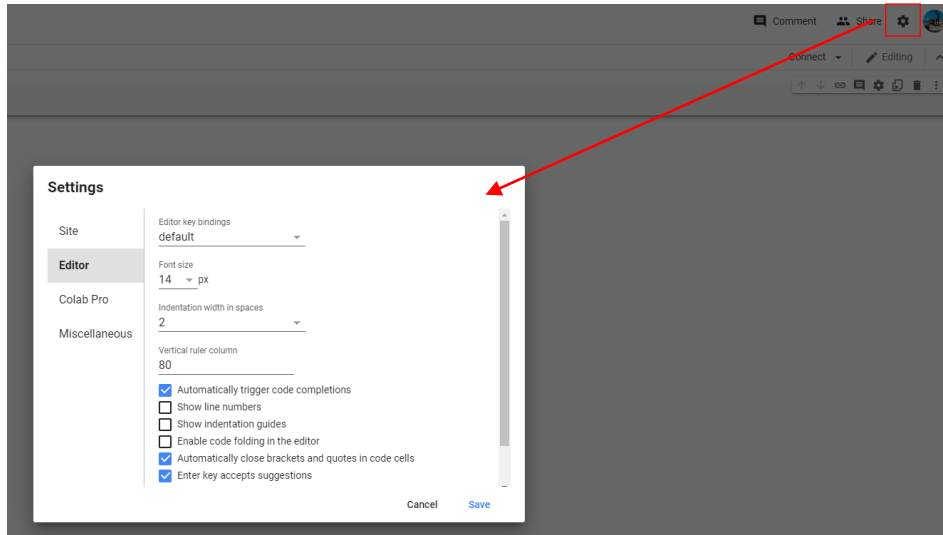 Comment Share
Connect Editing
Settings
Site
Editor
Colab Pro
Miscellaneous
Editor key bindings
default
Font size
14 px
Indentation width in spaces
2
Vertical ruler column
80
Automatically trigger code completions
Show line numbers
Show indentation guides
Enable code folding in the editor
Automatically close brackets and quotes in code cells
Enter key accepts suggestions
Cancel Save